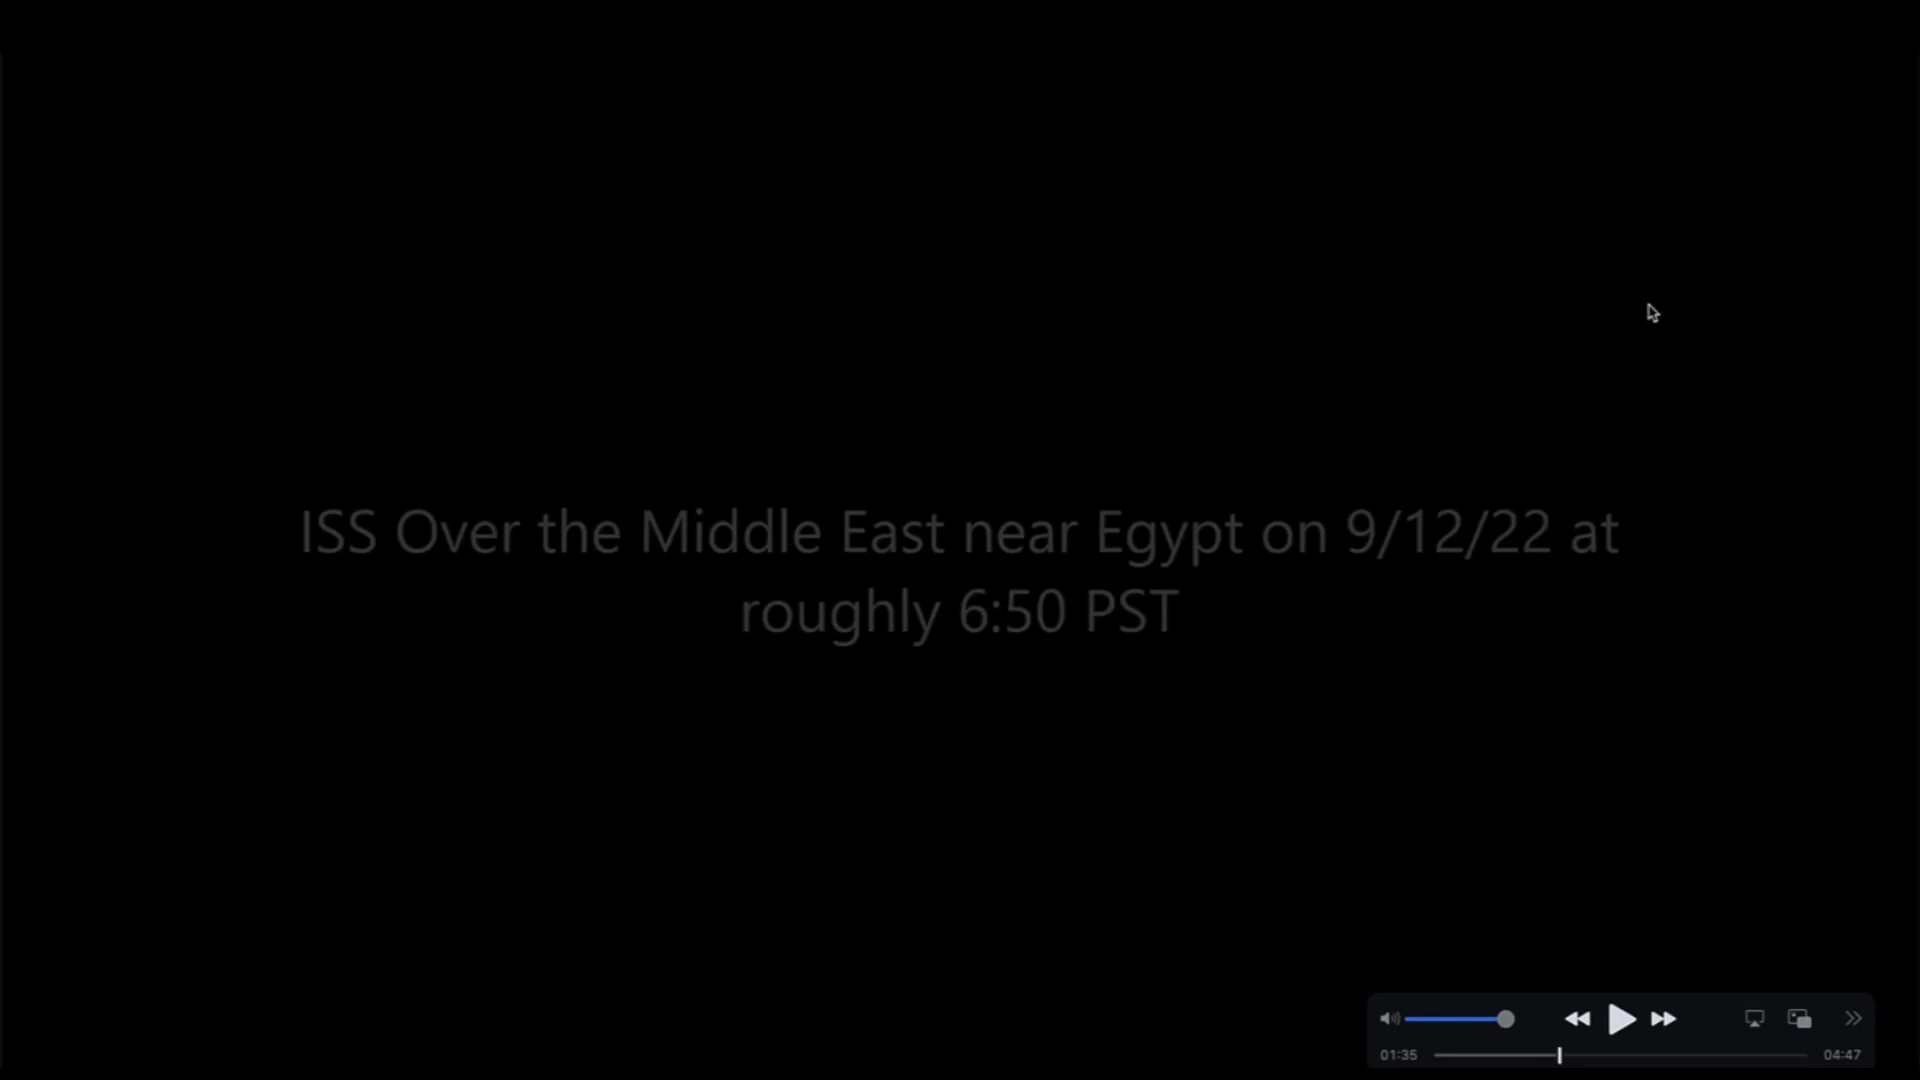 ISS Over the Middle East near Egypt on 9/12/22 at
roughly 6:50 PST
01:35
04:47